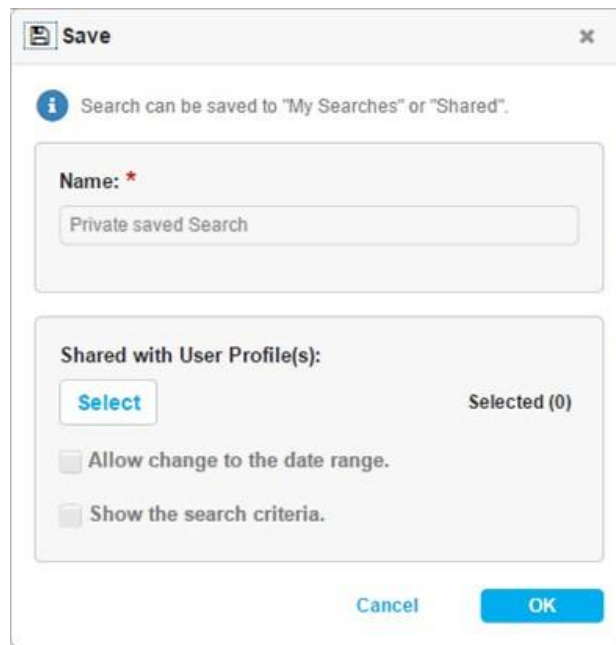 Save
Search can be saved to "My Searches" or "Shared".
Name: *
Private saved Search
Shared with User Profile(s):
Select
Selected (0)
Allow change to the date range.
Show the search criteria.
Cancel
OK